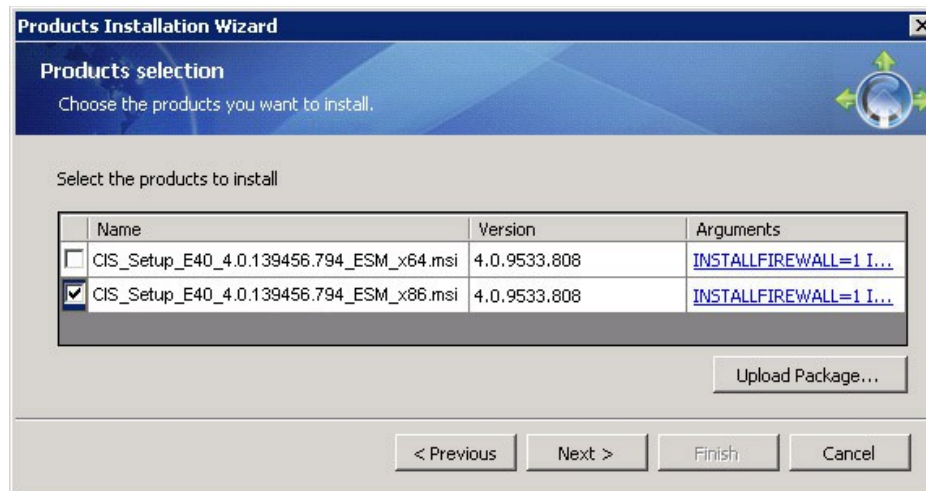 Products Installation Wizard
Products selection
Choose the products you want to install.
Select the products to install
Name Version Arguments
CIS_Setup_E40_4.0.139456.794_ESM_x64.msi 4.0.9533.808 INSTALLFIREWALL=1 I...
CIS_Setup_E40_4.0.139456.794_ESM_x86.msi 4.0.9533.808 INSTALLFIREWALL=1 I...
Upload Package...
< Previous Next > Finish Cancel